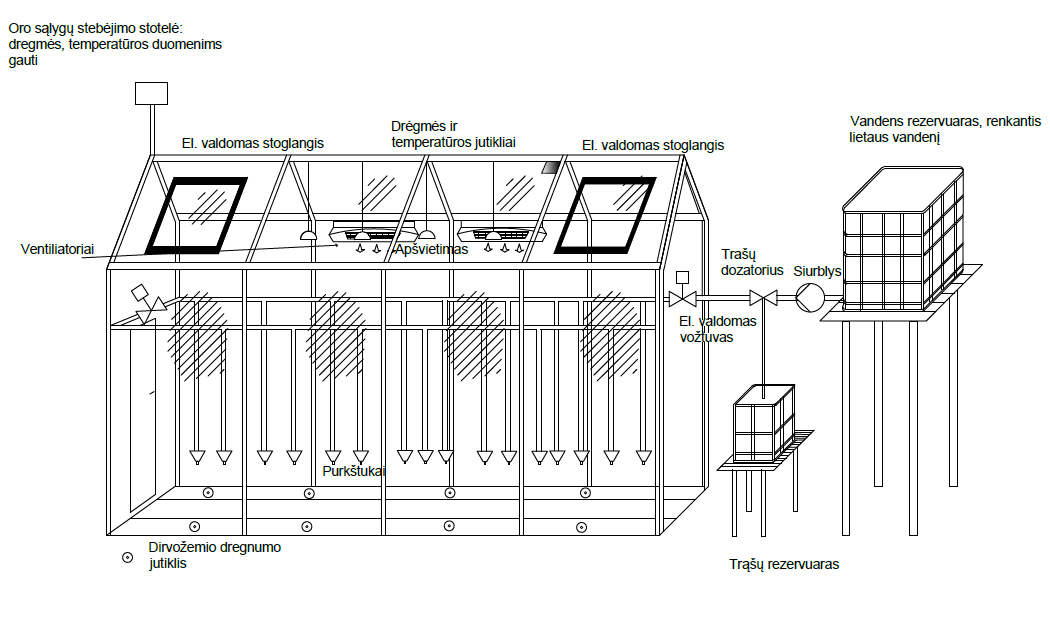 Oro sąlygų stebėjimo stotelė:
dregmės, temperatūros duomenims
gauti
El. valdomas stoglangis
Drėgmės ir
temperatūros jutikliai
El. valdomas stoglangis
Vandens rezervuaras, renkantis
lietaus vandenį
Ventiliatoriai
Apšvietimas
Trašų
dozatorius
Siurblys
El. valdomas
vožtuvas
Purkštukai
Dirvožemio dregnumo
jutiklis
Trąšų rezervuaras